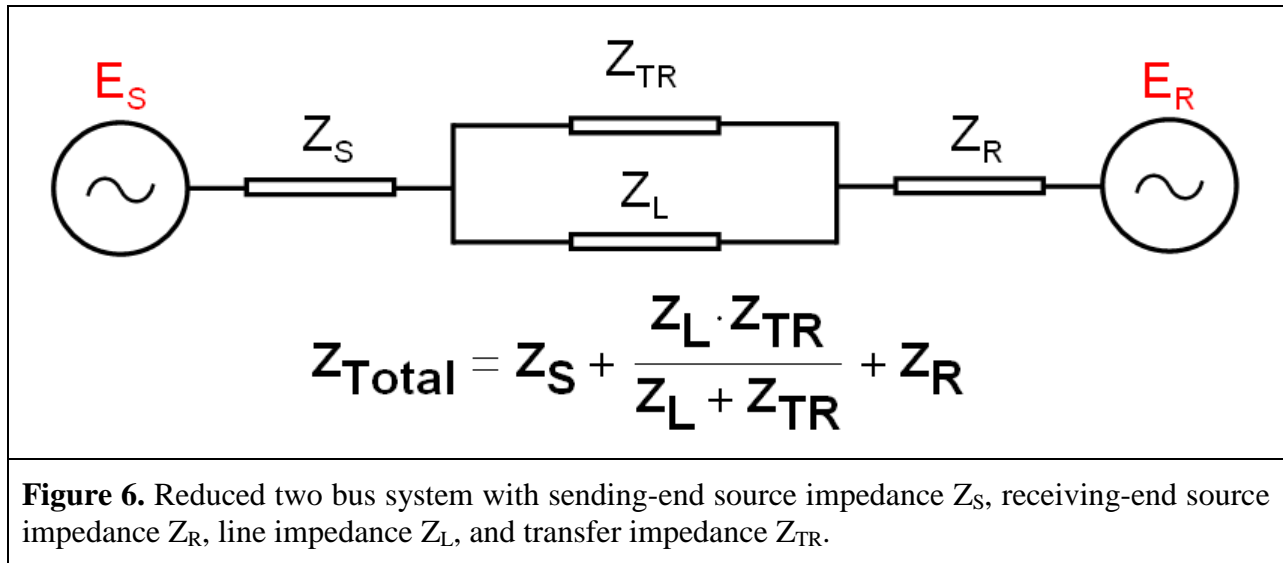 Z_TR
E_S
E_R
Z_S
Z_R
Z_L
Z_Total = Z_S + (Z_L · Z_TR) / (Z_L + Z_TR) + Z_R
Figure 6. Reduced two bus system with sending-end source impedance Z_S, receiving-end source
impedance Z_R, line impedance Z_L, and transfer impedance Z_TR.